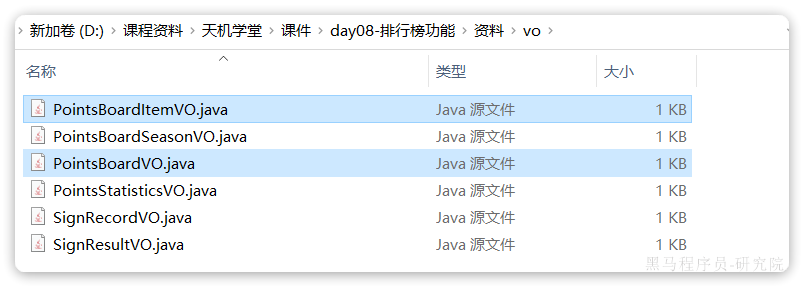 新加卷 (D:) › 课程资料 › 天机学堂 › 课件 › day08-排行榜功能 › 资料 › vo ›
名称 类型 大小
PointsBoardItemVO.java Java 源文件 1 KB
PointsBoardSeasonVO.java Java 源文件 1 KB
PointsBoardVO.java Java 源文件 1 KB
PointsStatisticsVO.java Java 源文件 1 KB
SignRecordVO.java Java 源文件 1 KB
SignResultVO.java Java 源文件 1 KB
黑马程序员-研究院